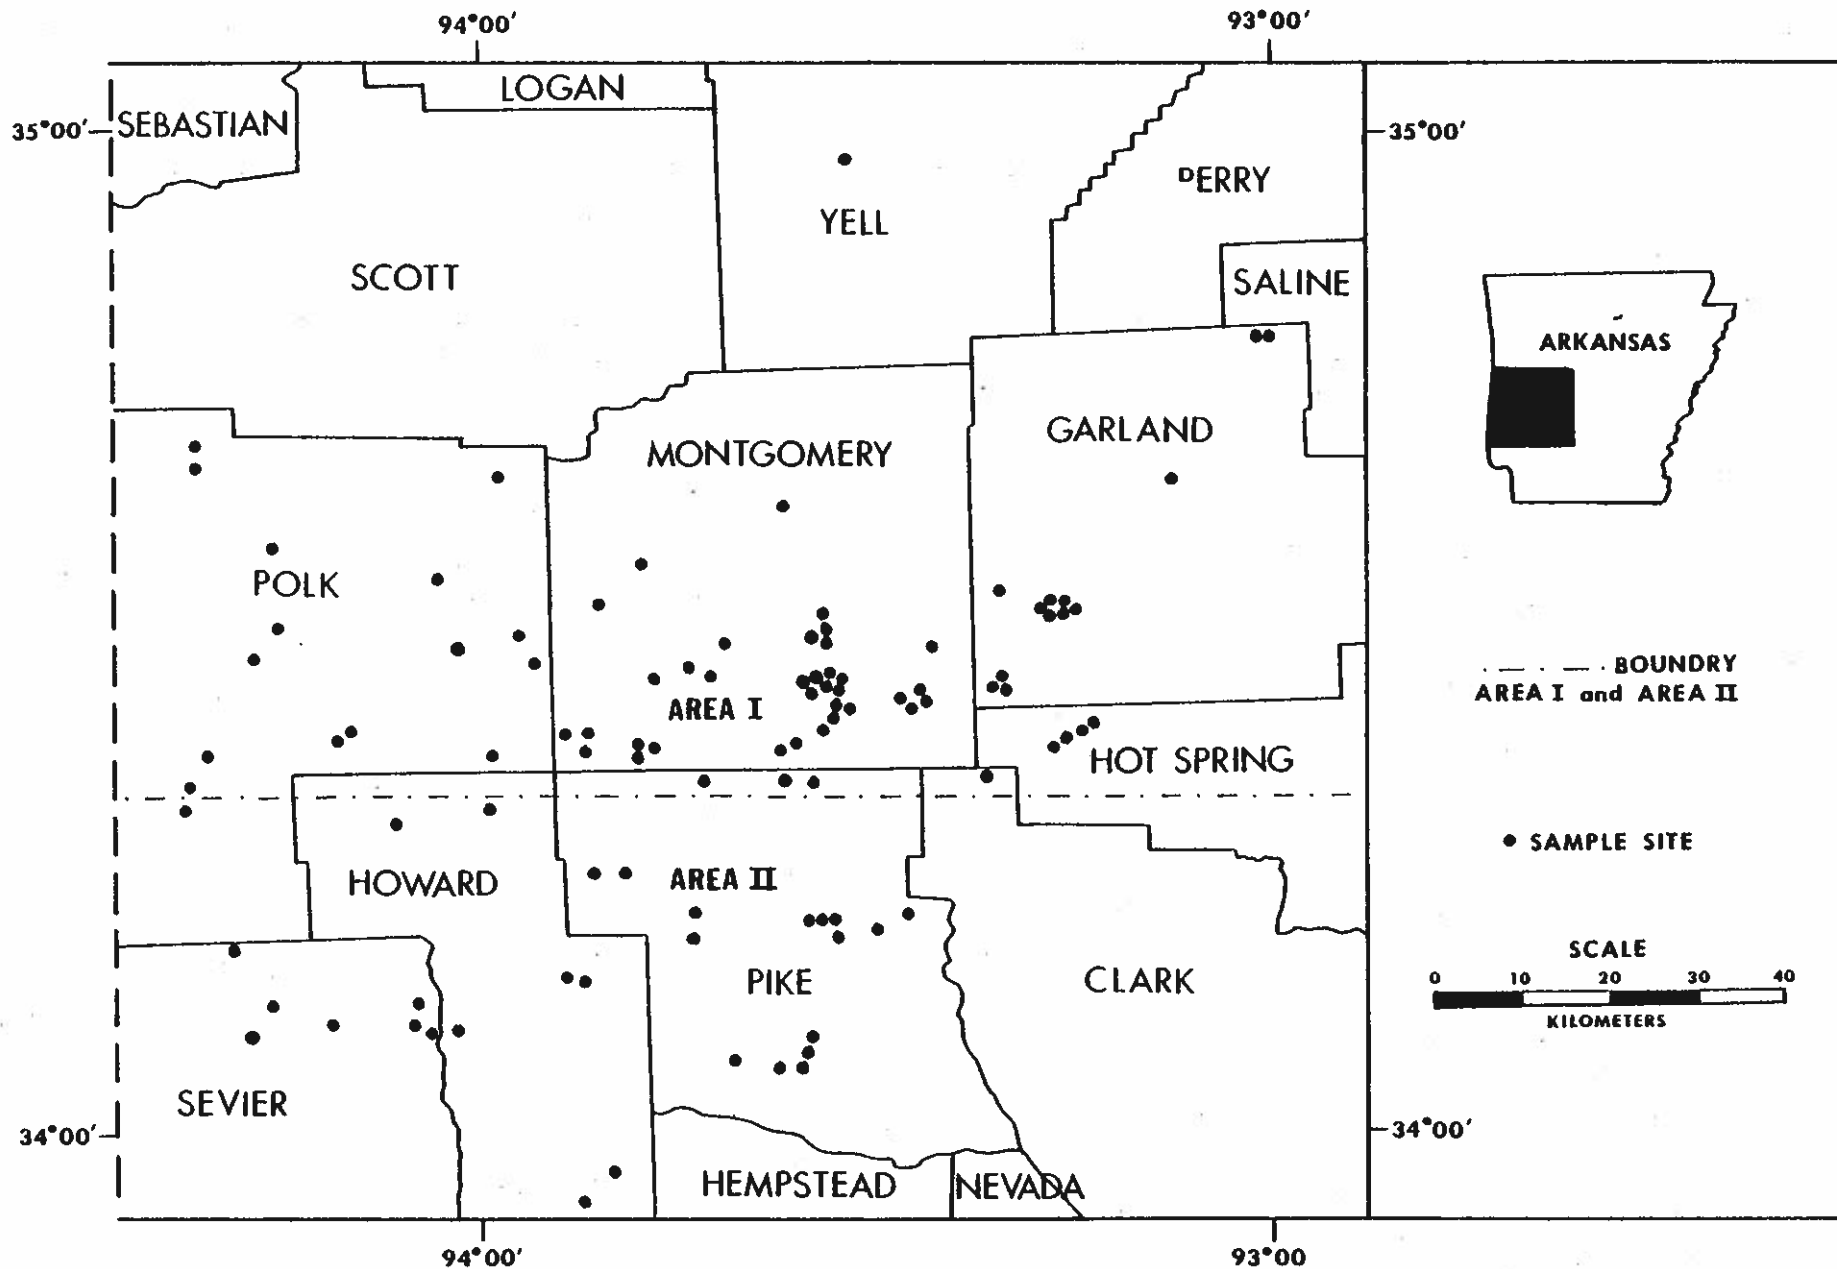 94°00'
93°00'
LOGAN
SEBASTIAN
35°00'
35°00'
PERRY
YELL
SCOTT
SALINE
ARKANSAS
GARLAND
MONTGOMERY
POLK
BOUNDRY
AREA I and AREA II
AREA I
HOT SPRING
SAMPLE SITE
HOWARD
AREA II
SCALE
0 10 20 30 40
KILOMETERS
PIKE
CLARK
SEVIER
34°00'
34°00'
HEMPSTEAD
NEVADA
94°00'
93°00